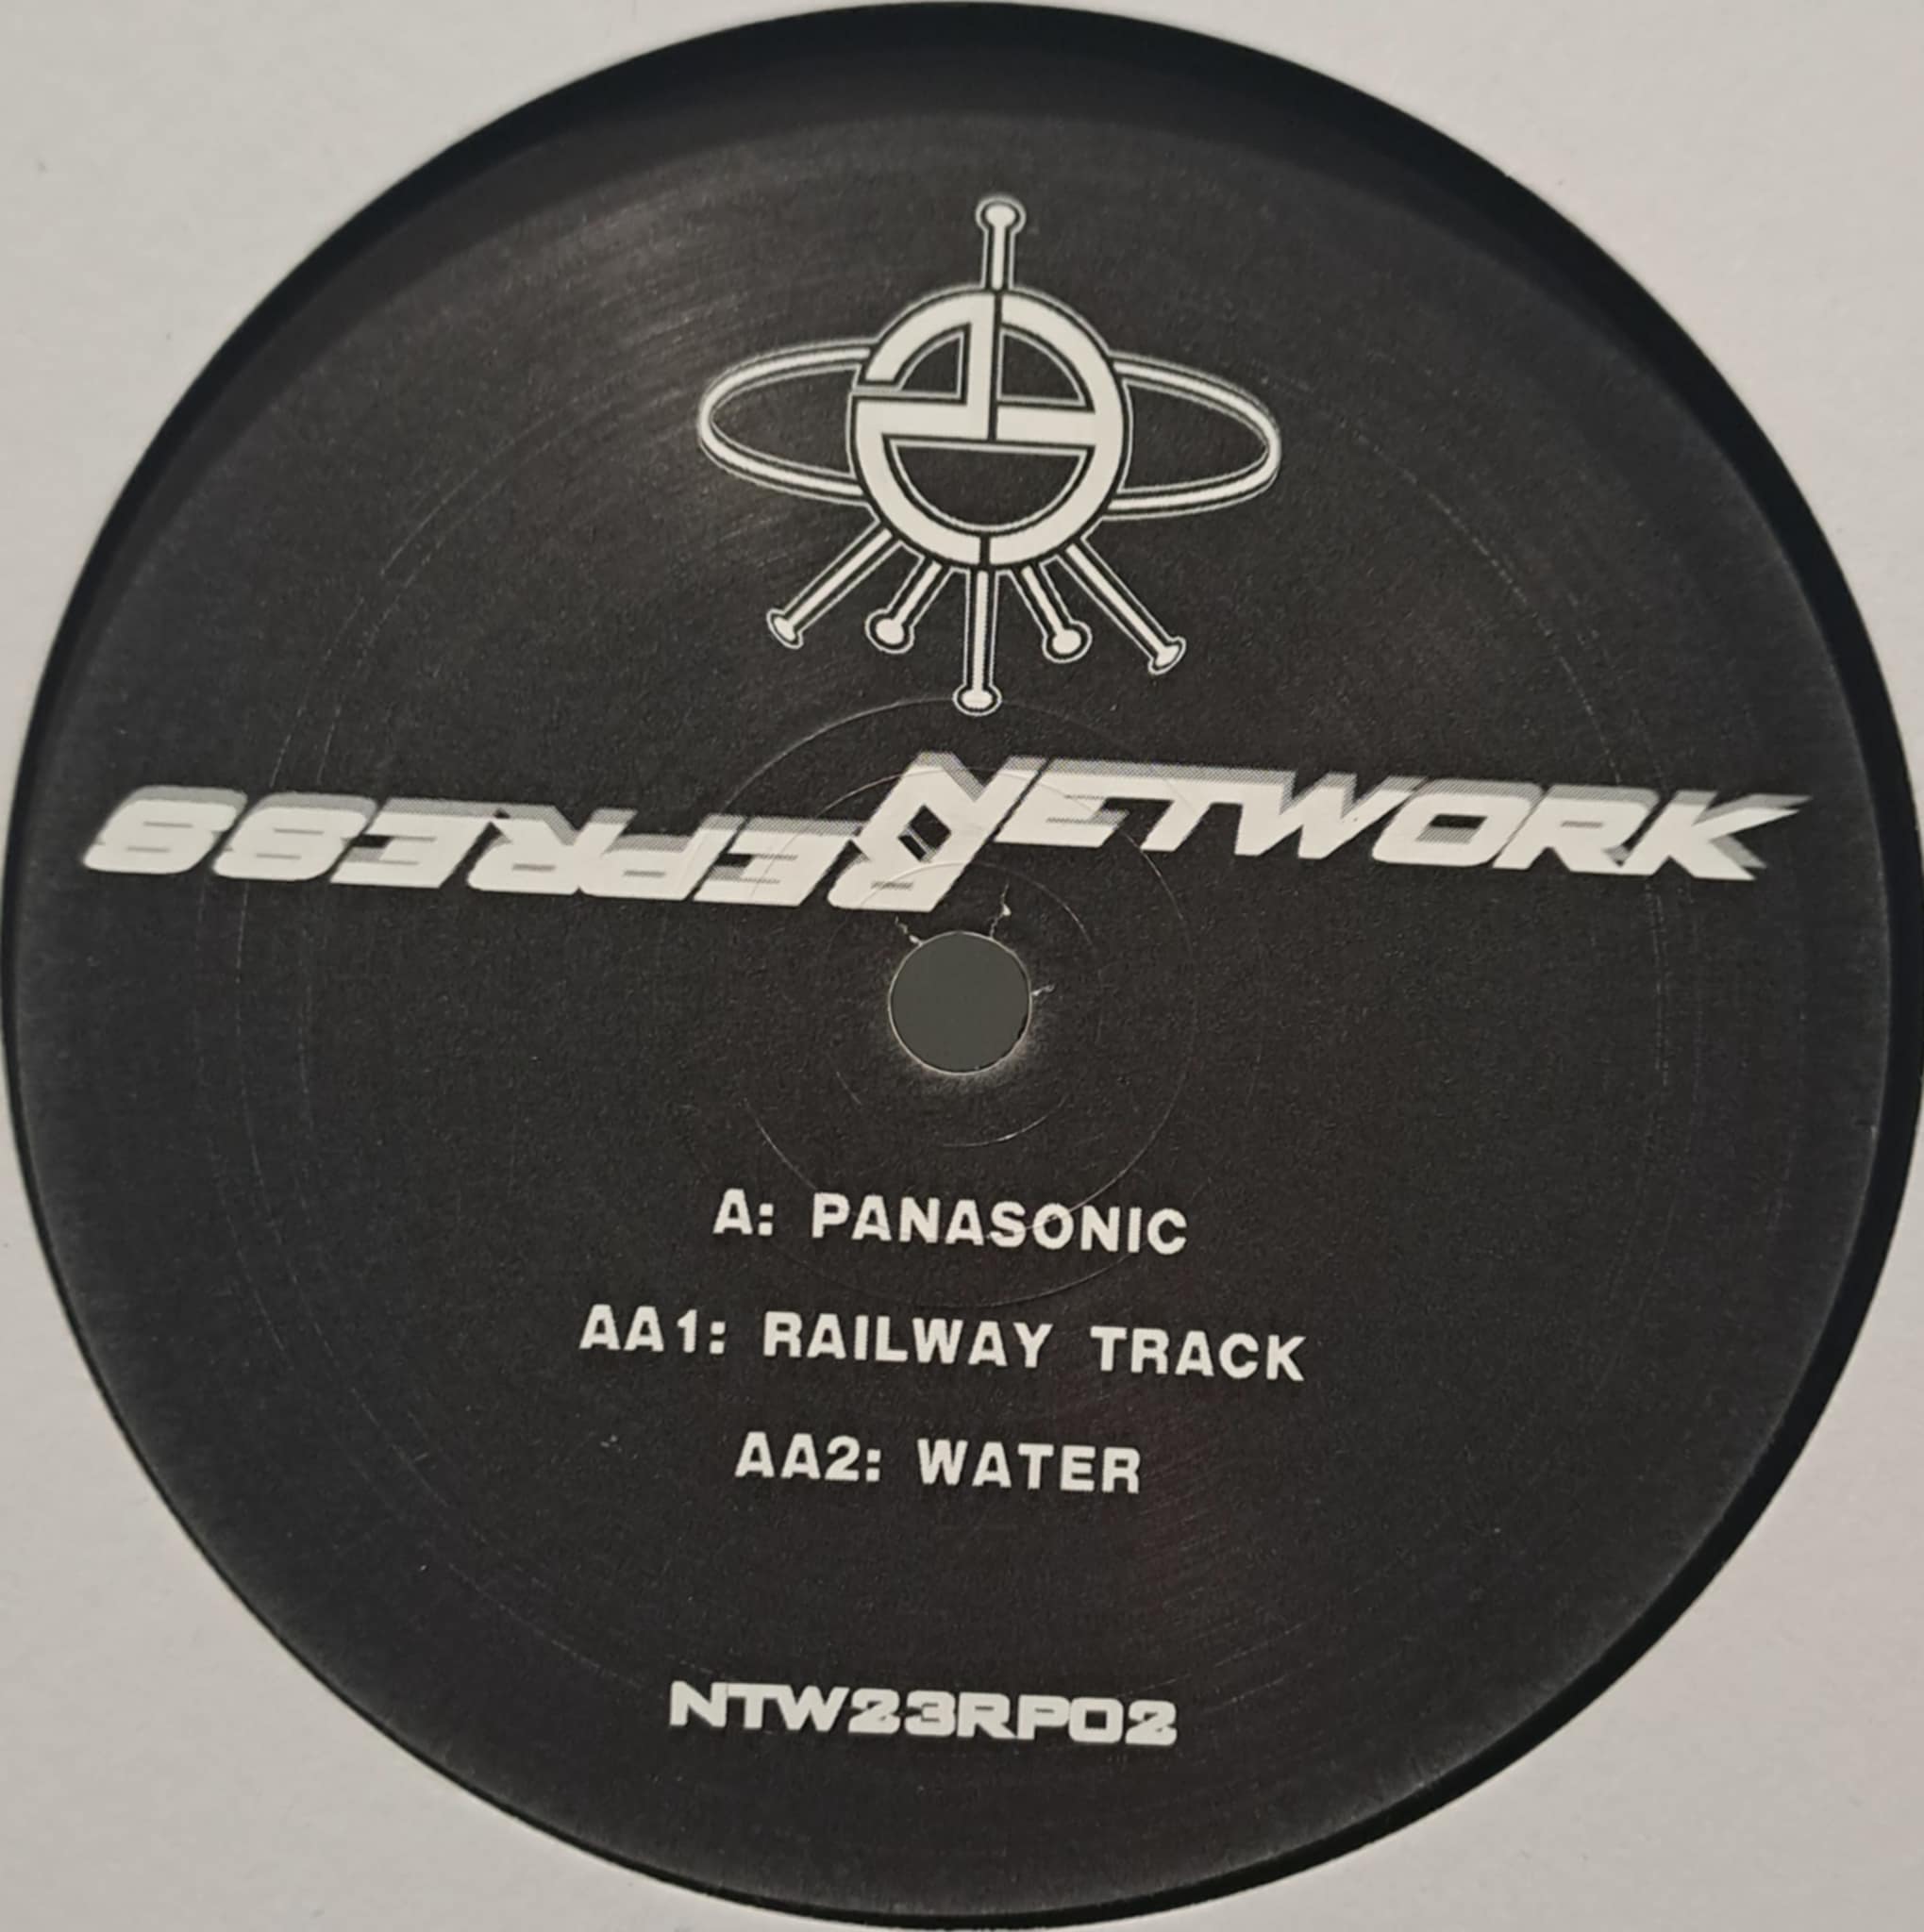 NETWORK
REPRESS
A: PANASONIC
AA1: RAILWAY TRACK
AA2: WATER
NTW23RP02